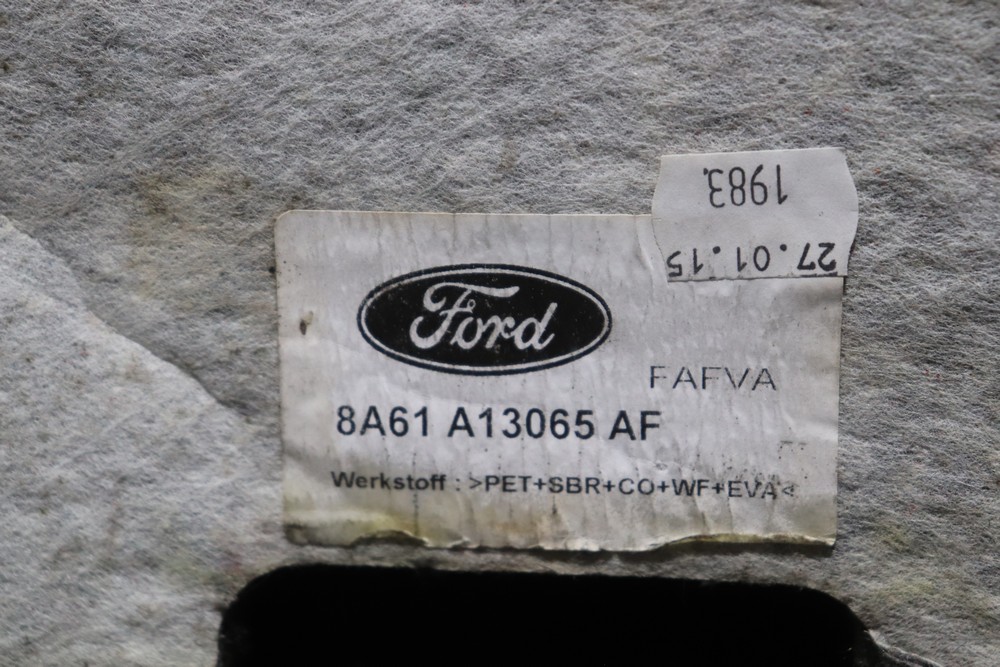 1983.
27.01.15
Ford
FAFVA
8A61 A13065 AF
Werkstoff : >PET+SBR+CO+WF+EVA<